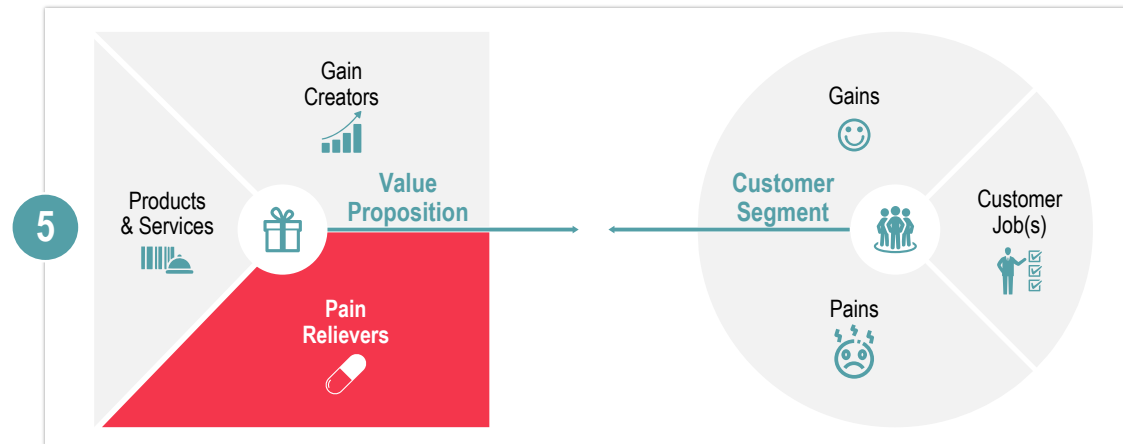 5
Gain
Creators
Products
& Services
Value
Proposition
Pain
Relievers
Gains
Customer
Segment
Customer
Job(s)
Pains